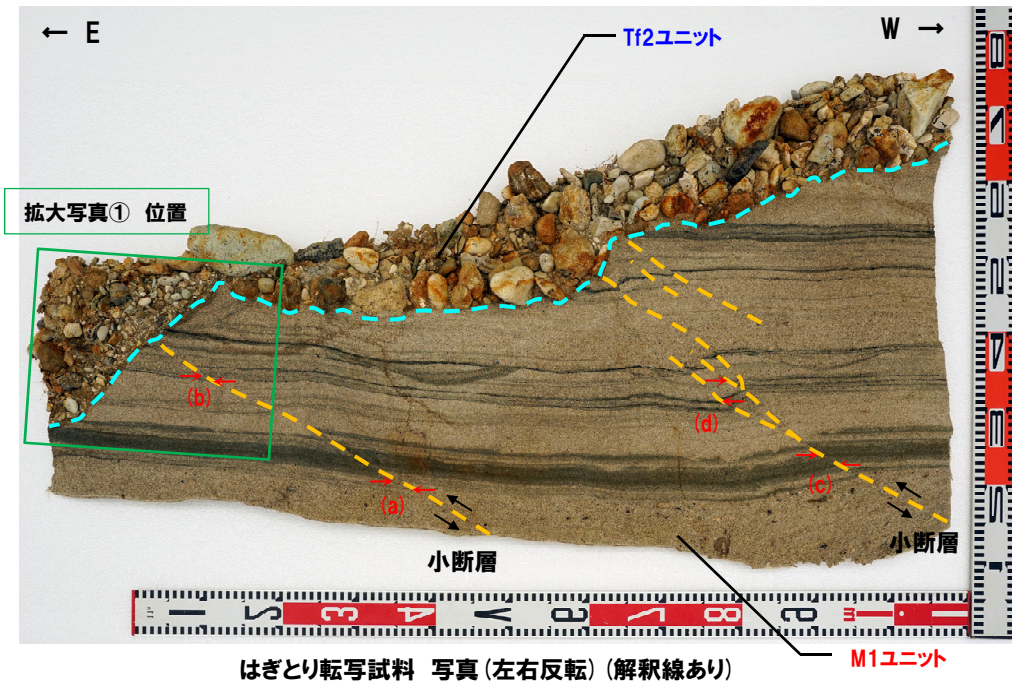 ← E
W →
Tf2ユニット
拡大写真① 位置
(b)
(d)
(a)
(c)
小断層
小断層
M1ユニット
はぎとり転写試料 写真(左右反転)(解釈線あり)